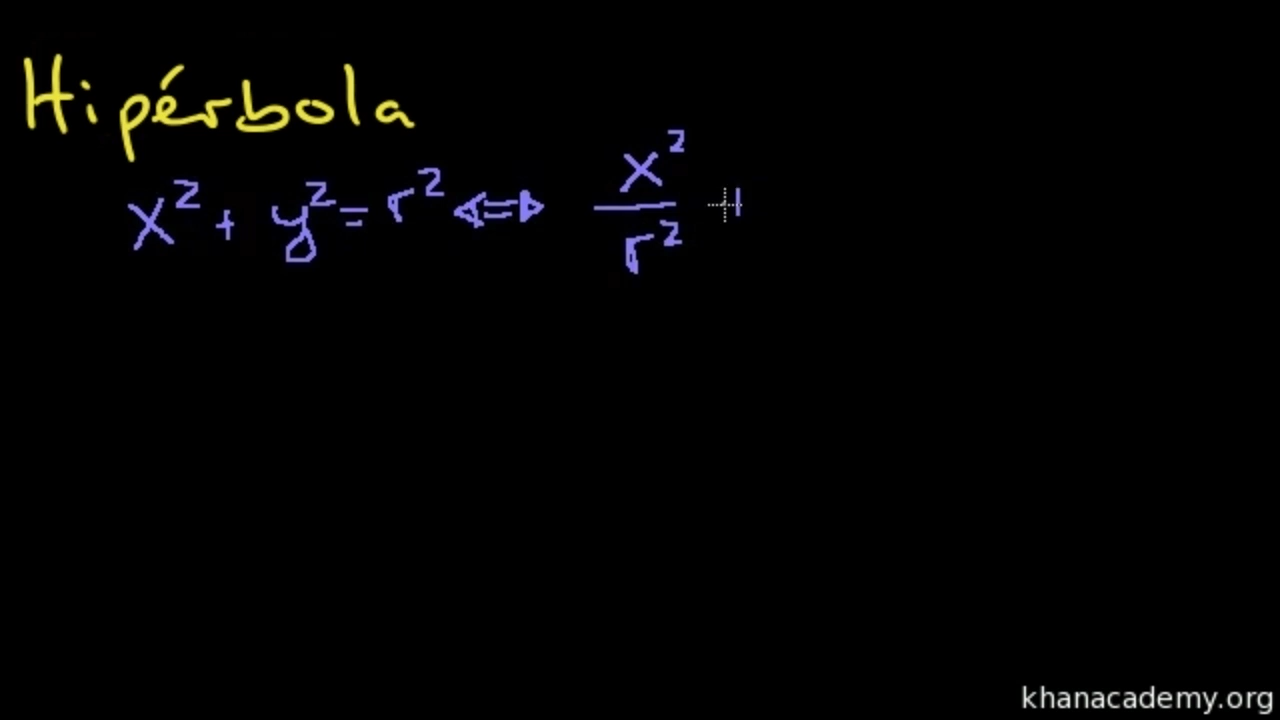 Hipérbola
x² + y² = r² <=> x²/r² +
khanacademy.org